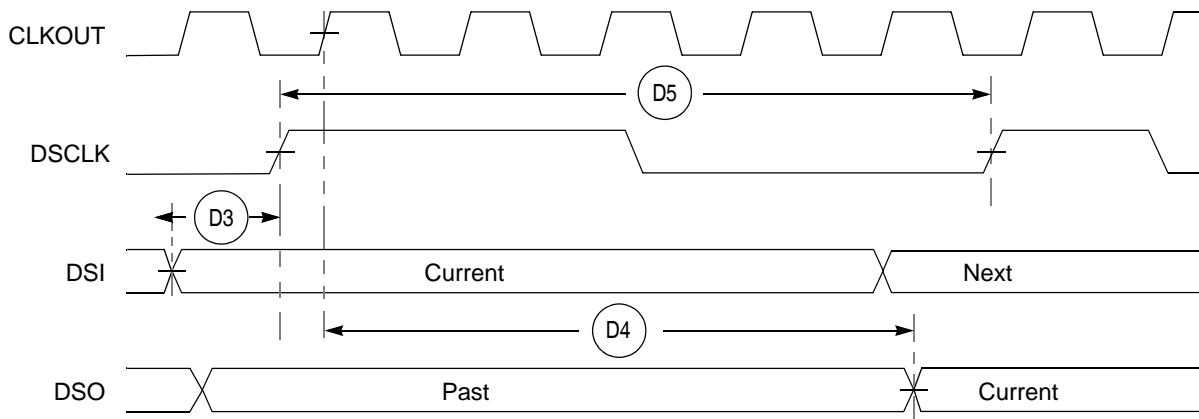 CLKOUT
D5
DSCLK
D3
DSI
Current
Next
D4
DSO
Past
Current